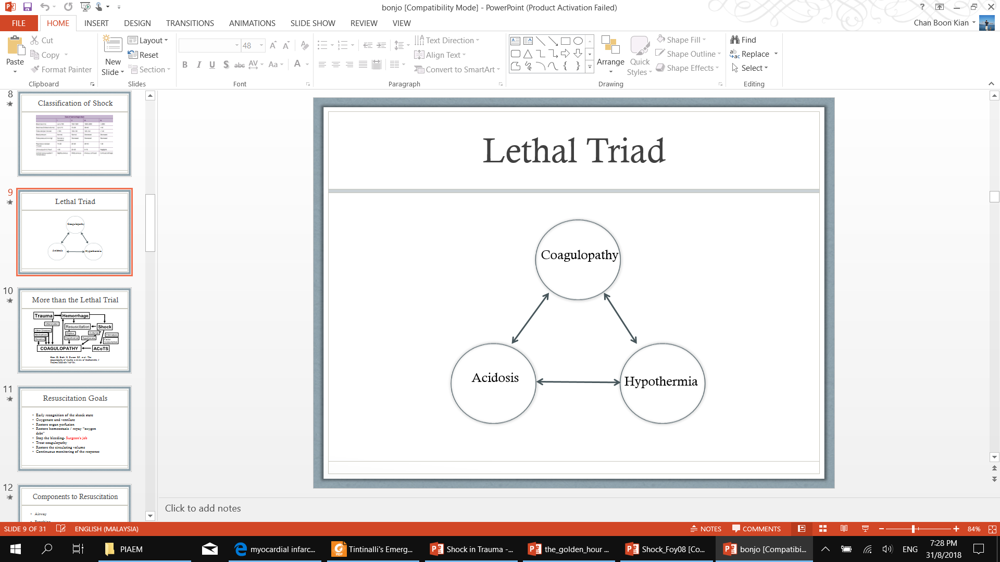 bonjo [Compatibility Mode] - PowerPoint (Product Activation Failed)
?
FILE HOME INSERT DESIGN TRANSITIONS ANIMATIONS SLIDE SHOW REVIEW VIEW
Chan Boon Kian
Paste
Cut
Copy
Format Painter
Clipboard
New
Slide
Layout
Reset
Section
Slides
48
B I U S abc AV Aa A
Font
Text Direction
Align Text
Convert to SmartArt
Paragraph
Arrange
Quick
Styles
Shape Fill
Shape Outline
Shape Effects
Drawing
Find
Replace
Select
Editing
8
Classification of Shock
9
Lethal Triad
Coagulopathy
Acidosis
Hypothermia
10
More than the Lethal Trial
Trauma
Hemorrhage
Resuscitation
Shock
COAGULOPATHY
ACoTS
11
Resuscitation Goals
• Early recognition of the shock state
• Oxygenate and ventilate
• Restore organ perfusion
• Restore homeostasis / repay "oxygen
debt"
• Stop the bleeding- Surgeon's job
• Treat coagulopathy
• Restore the circulating volume
• Continuous monitoring of the response
12
Components to Resuscitation
• Airway
Lethal Triad
Coagulopathy
Acidosis
Hypothermia
Click to add notes
SLIDE 9 OF 31
ENGLISH (MALAYSIA)
NOTES
COMMENTS
84%
PIAEM
myocardial infarc...
Tintinalli's Emerg...
Shock in Trauma -...
the_golden_hour ...
Shock_Foy08 [Co...
bonjo [Compatibi...
ENG
7:28 PM
31/8/2018